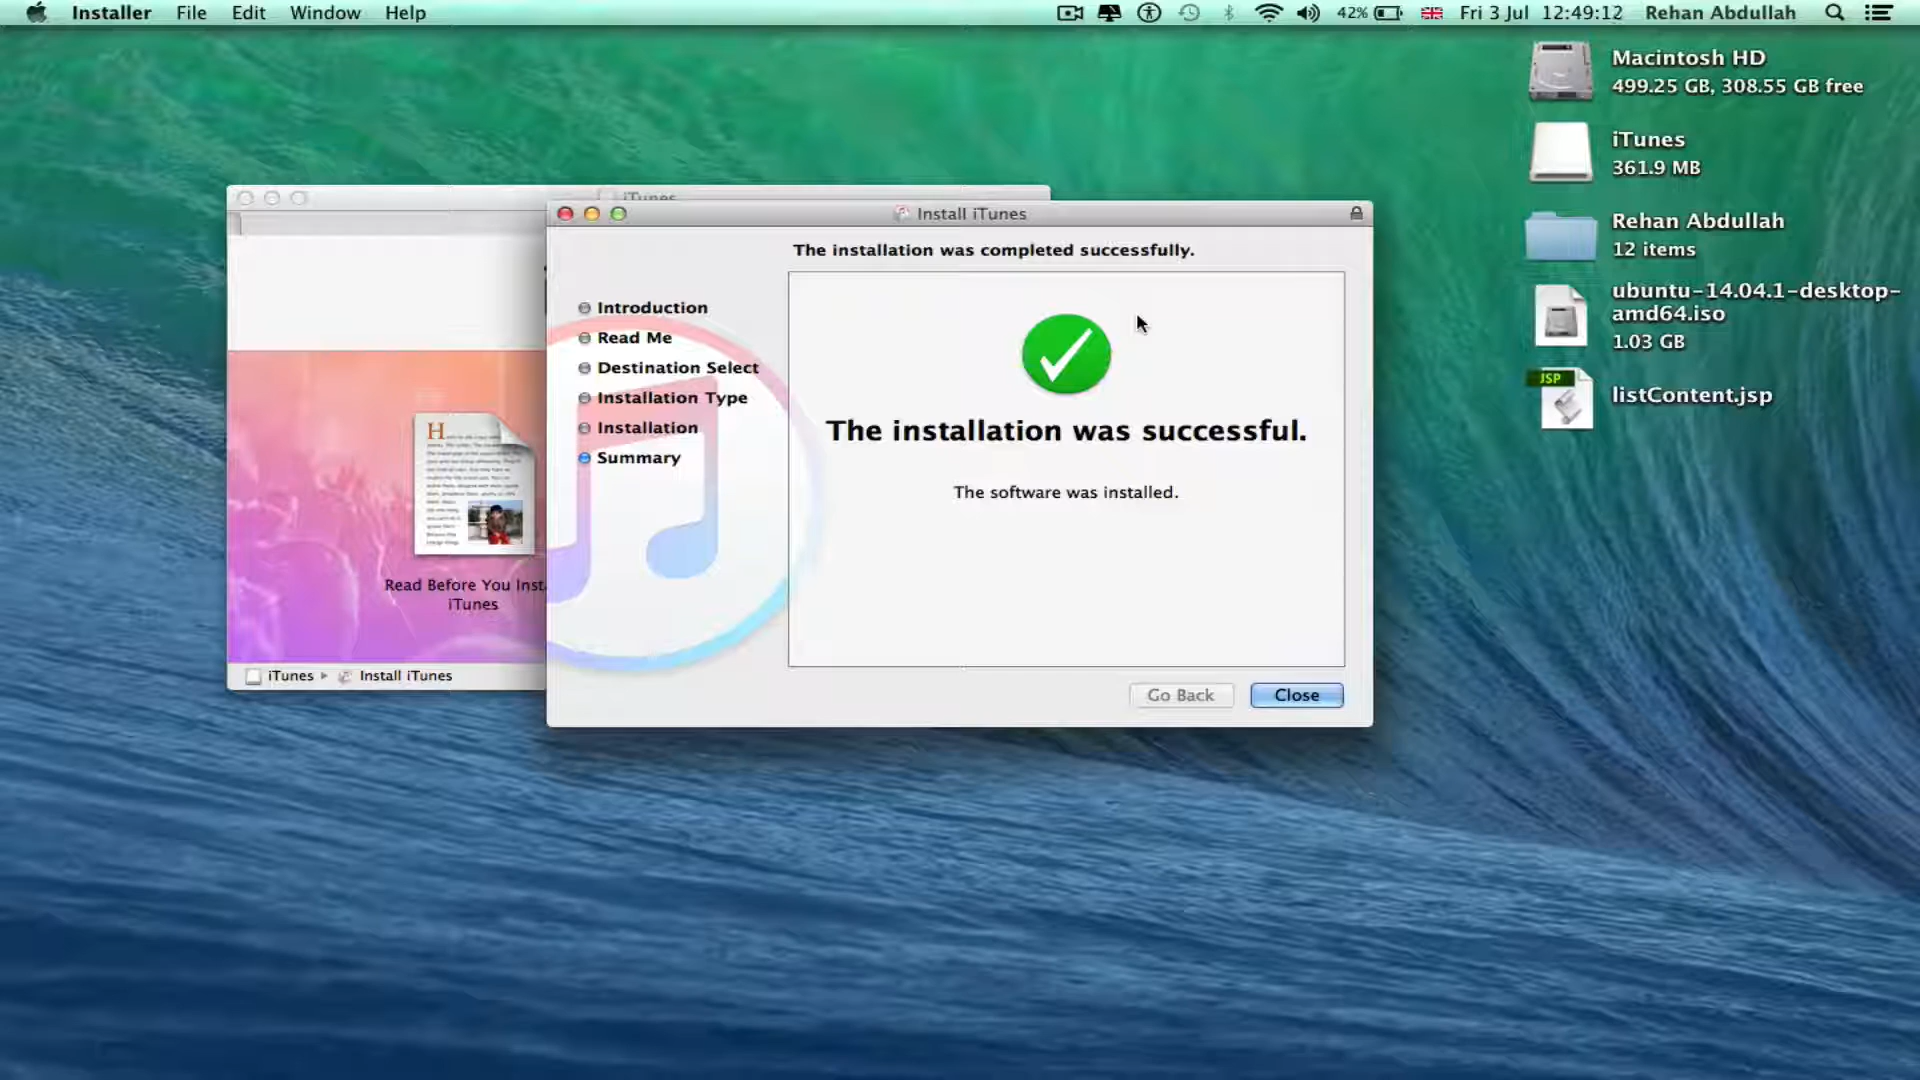 Installer File Edit Window Help 42% Fri 3 Jul 12:49:12 Rehan Abdullah
Macintosh HD
499.25 GB, 308.55 GB free
iTunes
361.9 MB
Rehan Abdullah
12 items
ubuntu-14.04.1-desktop-
amd64.iso
1.03 GB
JSP
listContent.jsp
iTunes
Install iTunes
The installation was completed successfully.
Introduction
Read Me
Destination Select
Installation Type
Installation
Summary
The installation was successful.
The software was installed.
Go Back Close
Read Before You Inst
iTunes
iTunes ▸ Install iTunes